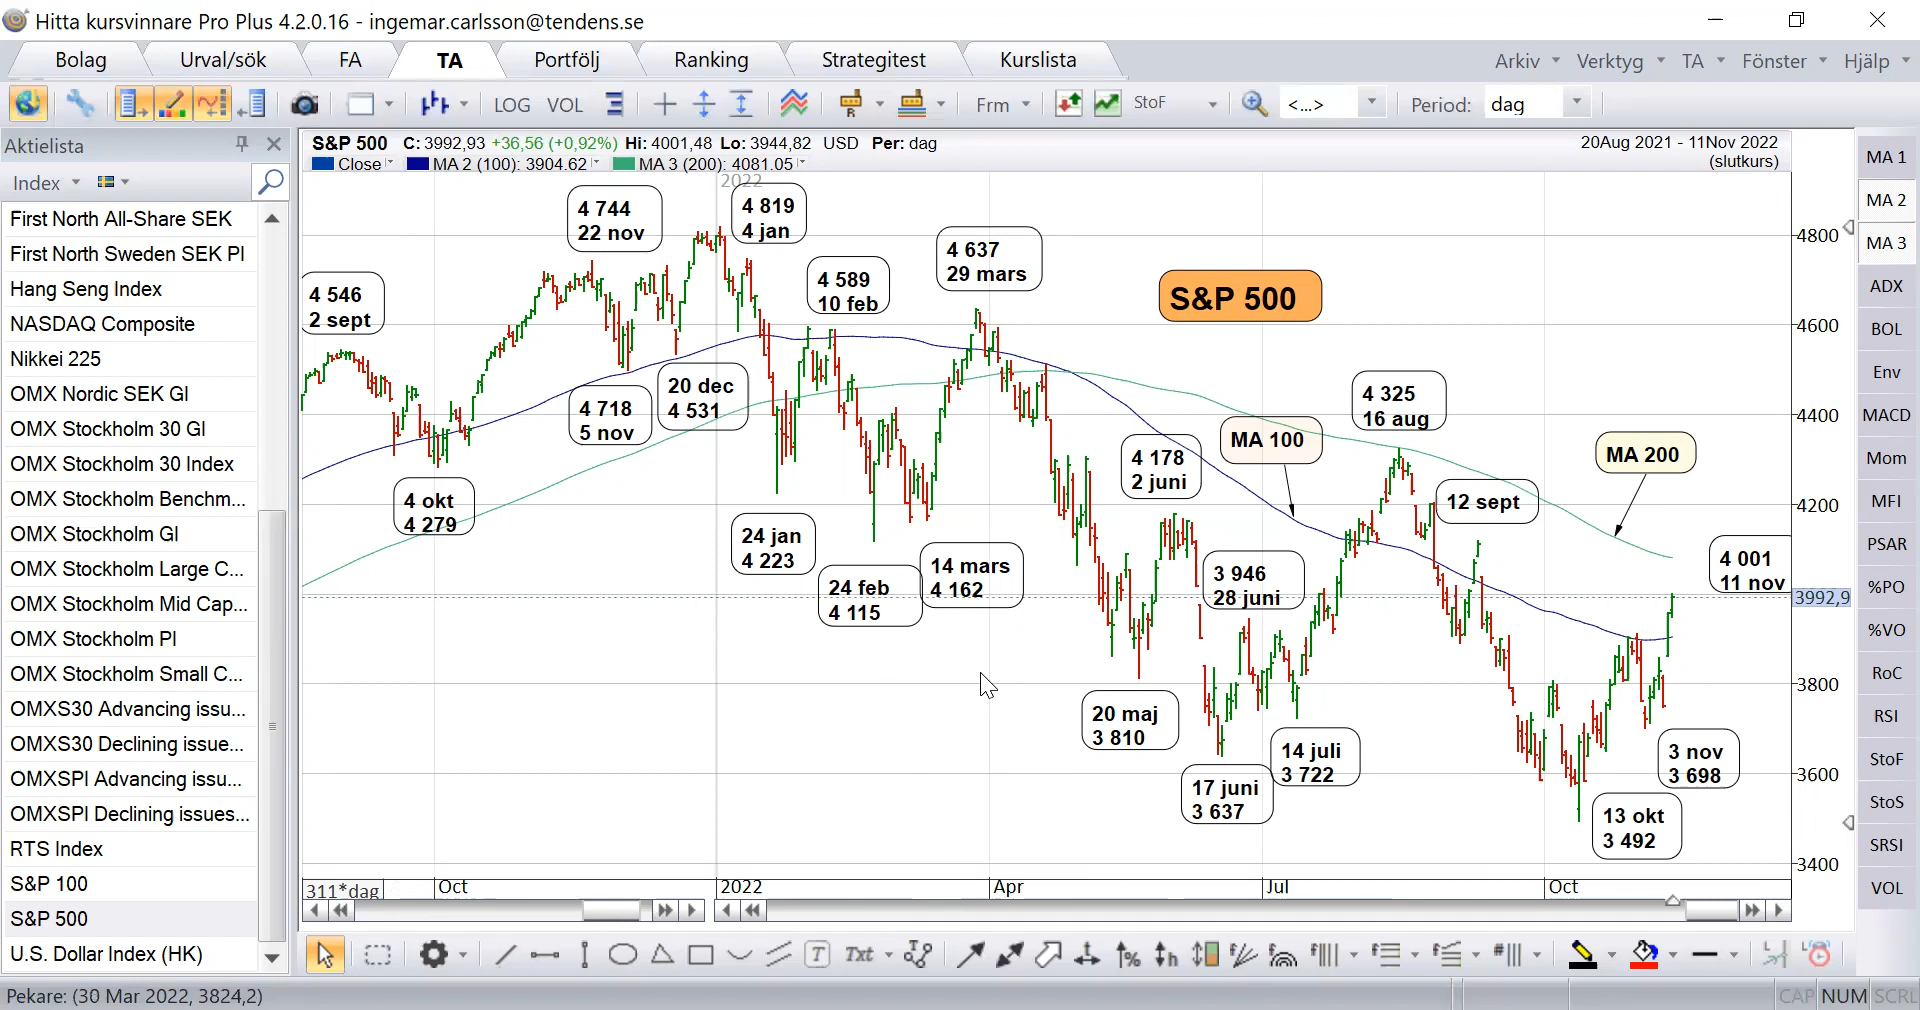 Hitta kursvinnare Pro Plus 4.2.0.16 - ingemar.carlsson@tendens.se
Bolag Urval/sök FA TA Portfölj Ranking Strategitest Kurslista Arkiv Verktyg TA Fönster Hjälp
LOG VOL Frm StoF <...> Period: dag
Aktielista
Index
First North All-Share SEK
First North Sweden SEK PI
Hang Seng Index
NASDAQ Composite
Nikkei 225
OMX Nordic SEK GI
OMX Stockholm 30 GI
OMX Stockholm 30 Index
OMX Stockholm Benchm...
OMX Stockholm GI
OMX Stockholm Large C...
OMX Stockholm Mid Cap...
OMX Stockholm PI
OMX Stockholm Small C...
OMXS30 Advancing issu...
OMXS30 Declining issue...
OMXSPI Advancing issu...
OMXSPI Declining issues...
RTS Index
S&P 100
S&P 500
U.S. Dollar Index (HK)
S&P 500 C: 3992,93 +36,56 (+0,92%) Hi: 4001,48 Lo: 3944,82 USD Per: dag
20Aug 2021 - 11Nov 2022
(slutkurs)
Close MA 2 (100): 3904.62 MA 3 (200): 4081.05
2022
4 546
2 sept
4 okt
4 279
4 744
22 nov
4 718
5 nov
20 dec
4 531
4 819
4 jan
24 jan
4 223
4 589
10 feb
24 feb
4 115
14 mars
4 162
4 637
29 mars
S&P 500
20 maj
3 810
4 178
2 juni
17 juni
3 637
3 946
28 juni
14 juli
3 722
MA 100
4 325
16 aug
12 sept
MA 200
13 okt
3 492
3 nov
3 698
4 001
11 nov
4800
4600
4400
4200
3992,9
3800
3600
3400
311*dag Oct 2022 Apr Jul Oct
MA 1
MA 2
MA 3
ADX
BOL
Env
MACD
Mom
MFI
PSAR
%PO
%VO
RoC
RSI
StoF
StoS
SRSI
VOL
T Txt
Pekare: (30 Mar 2022, 3824,2)
CAP NUM SCRL